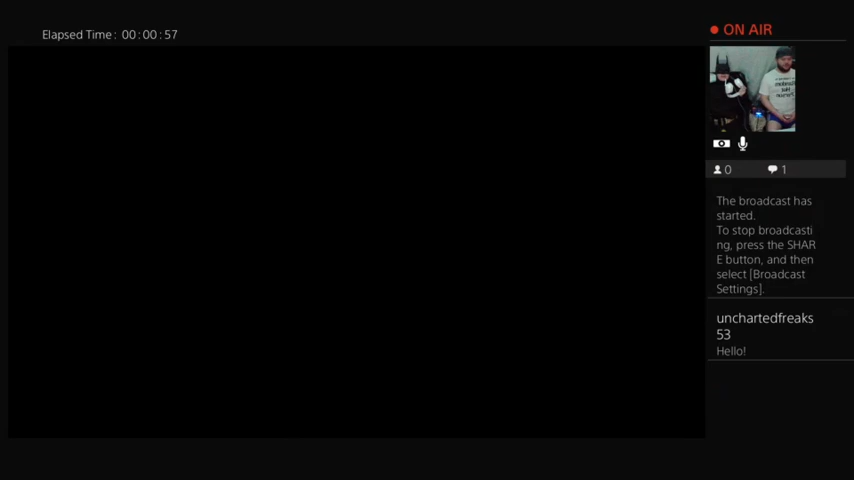 Elapsed Time: 00:00:57
ON AIR
0
1
The broadcast has
started.
To stop broadcasti
ng, press the SHAR
E button, and then
select [Broadcast
Settings].
unchartedfreaks
53
Hello!